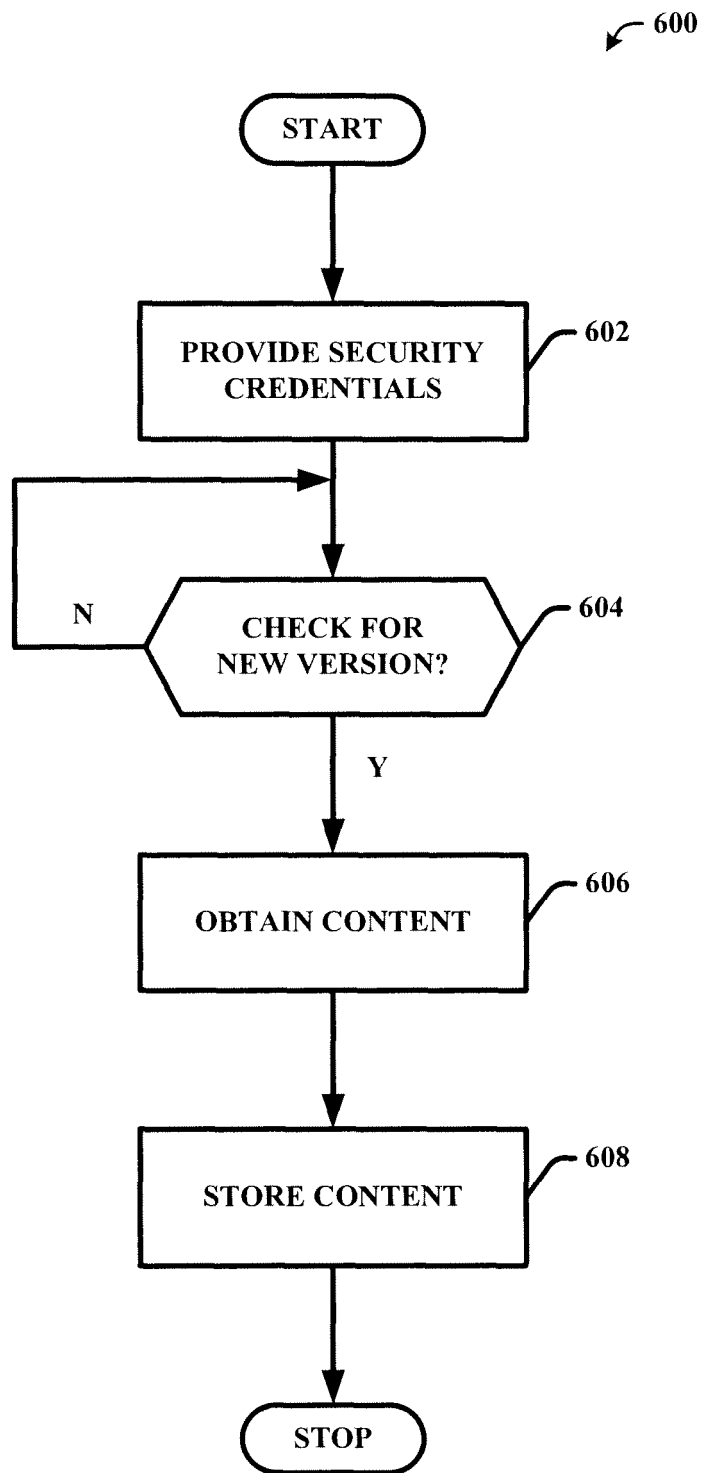 600
START
PROVIDE SECURITY
CREDENTIALS
602
N
CHECK FOR
NEW VERSION?
604
Y
OBTAIN CONTENT
606
STORE CONTENT
608
STOP